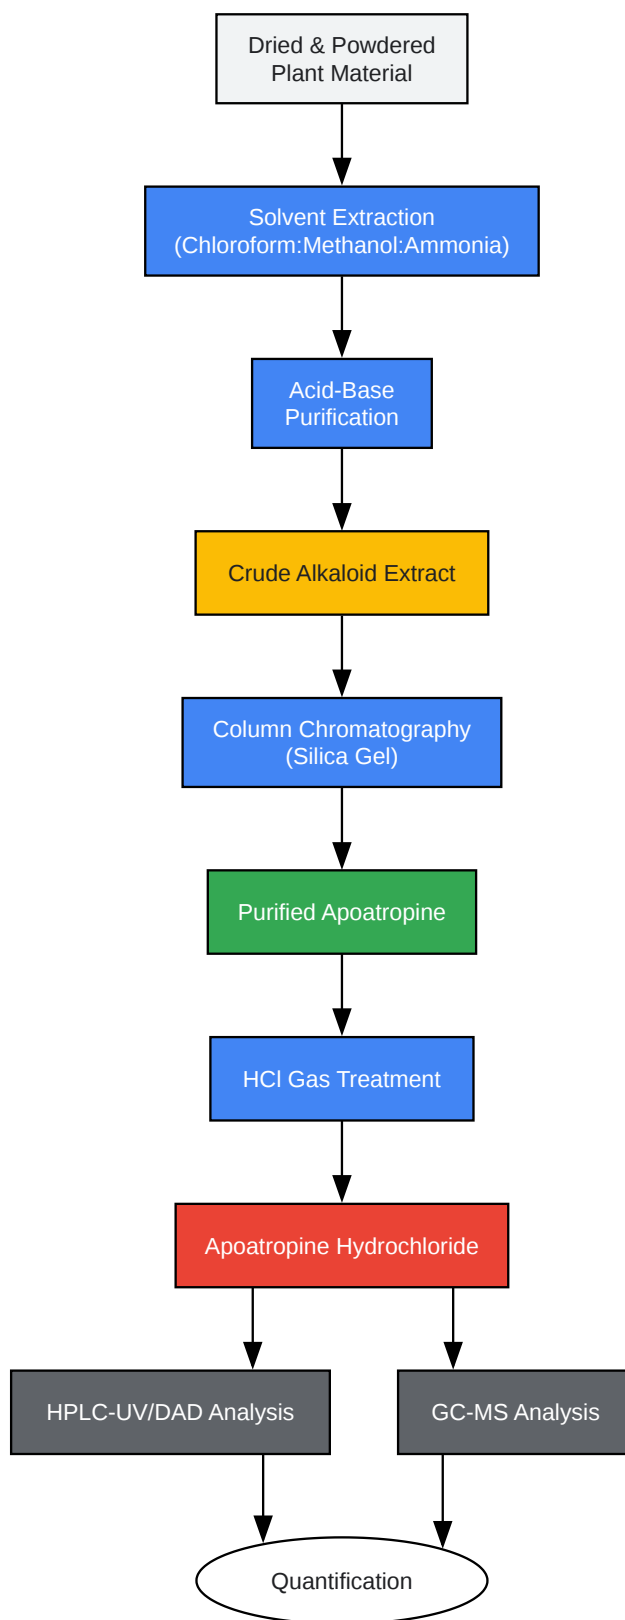 Dried & Powdered
Plant Material
Solvent Extraction
(Chloroform:Methanol:Ammonia)
Acid-Base
Purification
Crude Alkaloid Extract
Column Chromatography
(Silica Gel)
Purified Apoatropine
HCl Gas Treatment
Apoatropine Hydrochloride
HPLC-UV/DAD Analysis
GC-MS Analysis
Quantification